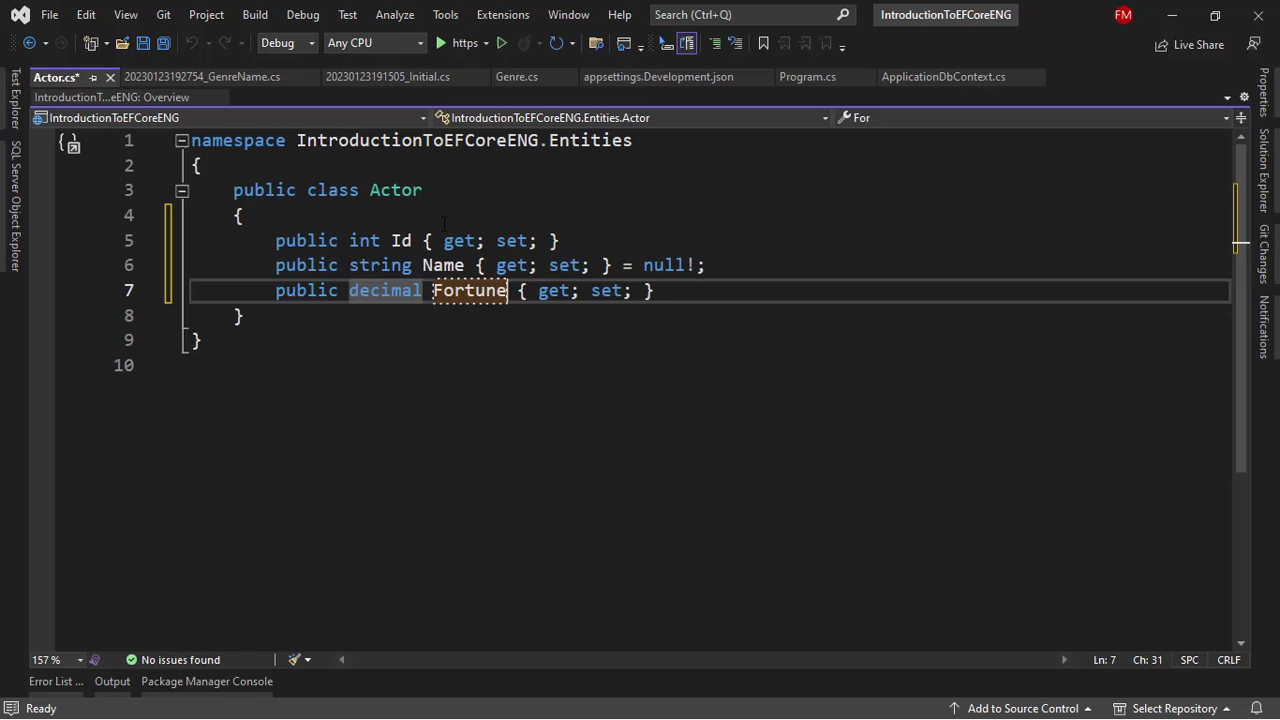 File Edit View Git Project Build Debug Test Analyze Tools Extensions Window Help Search (Ctrl+Q) IntroductionToEFCoreENG FM
Debug Any CPU https Live Share
Actor.cs* 20230123192754_GenreName.cs 20230123191505_Initial.cs Genre.cs appsettings.Development.json Program.cs ApplicationDbContext.cs
IntroductionT...eENG: Overview
IntroductionToEFCoreENG IntroductionToEFCoreENG.Entities.Actor For
1 namespace IntroductionToEFCoreENG.Entities
2 {
3 public class Actor
4 {
5 public int Id { get; set; }
6 public string Name { get; set; } = null!;
7 public decimal Fortune { get; set; }
8 }
9 }
10
Test Explorer
SQL Server Object Explorer
Properties
Solution Explorer
Git Changes
Notifications
157 % No issues found Ln: 7 Ch: 31 SPC CRLF
Error List ... Output Package Manager Console
Ready Add to Source Control Select Repository